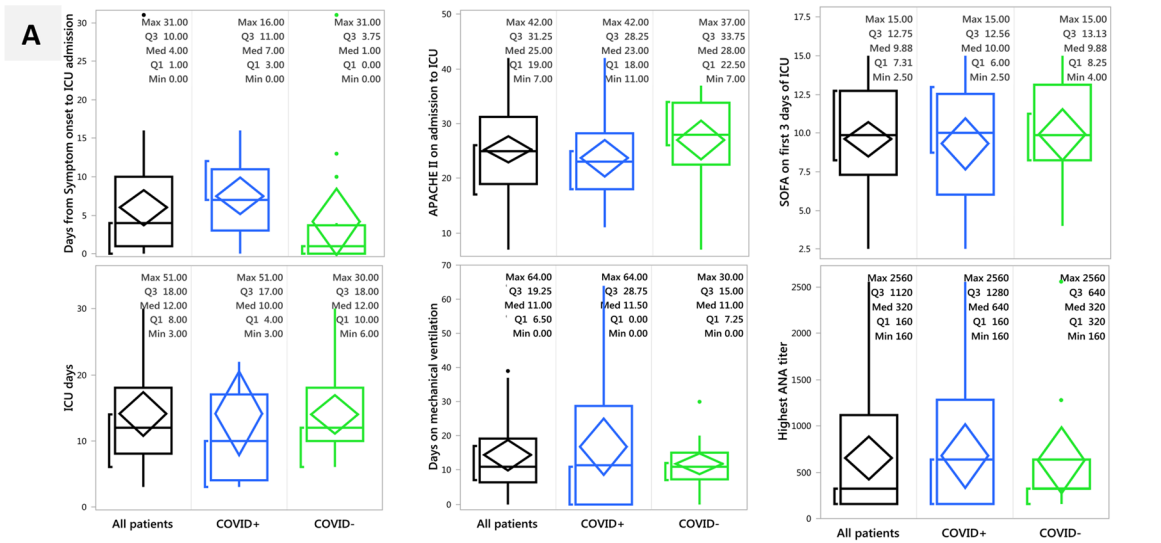 A
Days from Symptom onset to ICU admission
30
25
20
15
10
5
0
Max 31.00
Q3 10.00
Med 4.00
Q1 1.00
Min 0.00
Max 16.00
Q3 11.00
Med 7.00
Q1 3.00
Min 0.00
Max 31.00
Q3 3.75
Med 1.00
Q1 0.00
Min 0.00
APACHE II on admission to ICU
50
40
30
20
10
Max 42.00
Q3 31.25
Med 25.00
Q1 19.00
Min 7.00
Max 42.00
Q3 28.25
Med 23.00
Q1 18.00
Min 11.00
Max 37.00
Q3 33.75
Med 28.00
Q1 22.50
Min 7.00
SOFA on first 3 days of ICU
17.5
15.0
12.5
10.0
7.5
5.0
2.5
Max 15.00
Q3 12.75
Med 9.88
Q1 7.31
Min 2.50
Max 15.00
Q3 12.56
Med 10.00
Q1 6.00
Min 2.50
Max 15.00
Q3 13.13
Med 9.88
Q1 8.25
Min 4.00
ICU days
30
20
10
0
Max 51.00
Q3 18.00
Med 12.00
Q1 8.00
Min 3.00
Max 51.00
Q3 17.00
Med 10.00
Q1 4.00
Min 3.00
Max 30.00
Q3 18.00
Med 12.00
Q1 10.00
Min 6.00
All patients
COVID+
COVID-
Days on mechanical ventilation
70
60
50
40
30
20
10
0
Max 64.00
Q3 19.25
Med 11.00
Q1 6.50
Min 0.00
Max 64.00
Q3 28.75
Med 11.50
Q1 0.00
Min 0.00
Max 30.00
Q3 15.00
Med 11.00
Q1 7.25
Min 0.00
All patients
COVID+
COVID-
Highest ANA titer
2500
2000
1500
1000
500
0
Max 2560
Q3 1120
Med 320
Q1 160
Min 160
Max 2560
Q3 1280
Med 640
Q1 160
Min 160
Max 2560
Q3 640
Med 320
Q1 320
Min 160
All patients
COVID+
COVID-